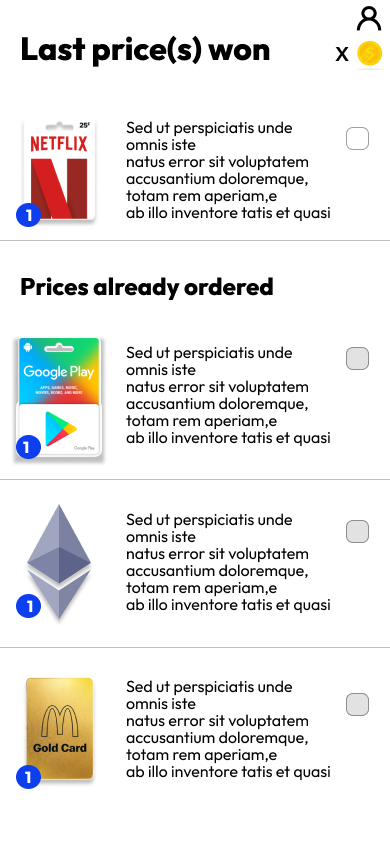 Last price(s) won
X
25€
NETFLIX
1
Sed ut perspiciatis unde
omnis iste
natus error sit voluptatem
accusantium doloremque,
totam rem aperiam,e
ab illo inventore tatis et quasi
Prices already ordered
Google Play
APPS, GAMES, MUSIC,
MOVIES, BOOKS, AND MORE
Google Play
1
Sed ut perspiciatis unde
omnis iste
natus error sit voluptatem
accusantium doloremque,
totam rem aperiam,e
ab illo inventore tatis et quasi
1
Sed ut perspiciatis unde
omnis iste
natus error sit voluptatem
accusantium doloremque,
totam rem aperiam,e
ab illo inventore tatis et quasi
Gold Card
1
Sed ut perspiciatis unde
omnis iste
natus error sit voluptatem
accusantium doloremque,
totam rem aperiam,e
ab illo inventore tatis et quasi